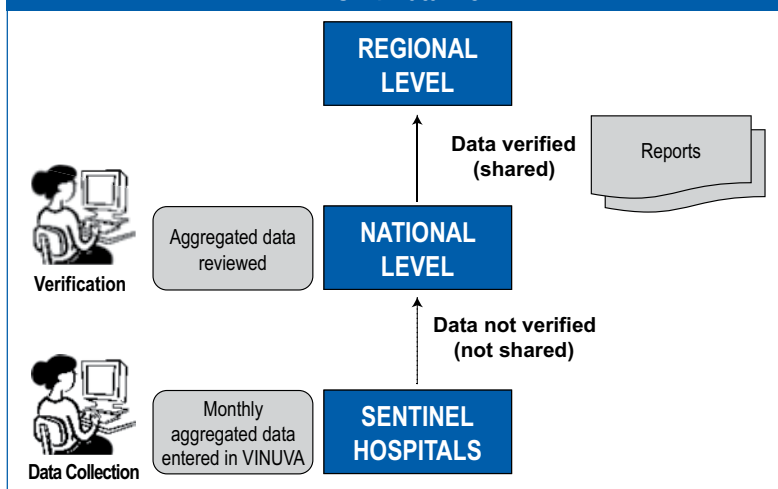 REGIONAL
LEVEL
Data verified
(shared)
Reports
Aggregated data
reviewed
NATIONAL
LEVEL
Verification
Data not verified
(not shared)
Monthly
aggregated data
entered in VINUVA
SENTINEL
HOSPITALS
Data Collection